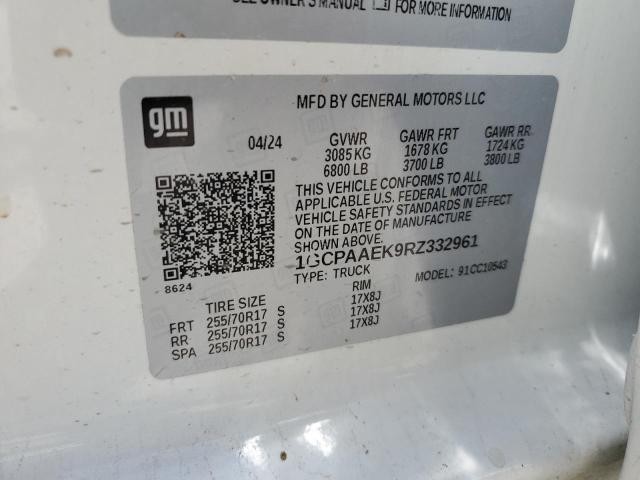 SEE OWNER'S MANUAL FOR MORE INFORMATION
gm
MFD BY GENERAL MOTORS LLC
04/24 GVWR GAWR FRT GAWR RR
3085 KG 1678 KG 1724 KG
6800 LB 3700 LB 3800 LB
THIS VEHICLE CONFORMS TO ALL
APPLICABLE U.S. FEDERAL MOTOR
VEHICLE SAFETY STANDARDS IN EFFECT
ON THE DATE OF MANUFACTURE
SHOWN ABOVE.
1GCPAAEK9RZ332961
8624
TYPE: TRUCK MODEL: 91CC10543
TIRE SIZE RIM
FRT 255/70R17 S 17X8J
RR 255/70R17 S 17X8J
SPA 255/70R17 S 17X8J